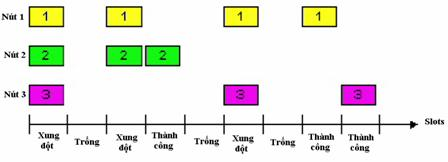 Nút 1 1 1 1 1
Nút 2 2 2 2
Nút 3 3 3 3
Slots
Xung đột Trống Xung đột Thành công Trống Xung đột Trống Thành công Thành công